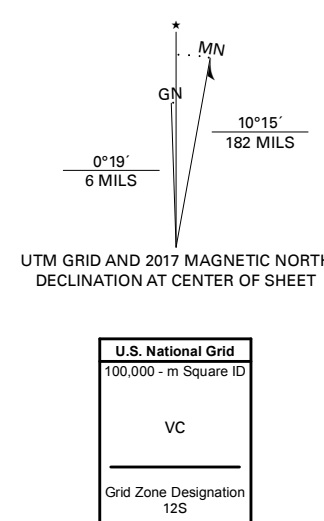 ★
MN
GN
10°15´
182 MILS
0°19´
6 MILS
UTM GRID AND 2017 MAGNETIC NORTH
DECLINATION AT CENTER OF SHEET
U.S. National Grid
100,000 - m Square ID
VC
Grid Zone Designation
12S